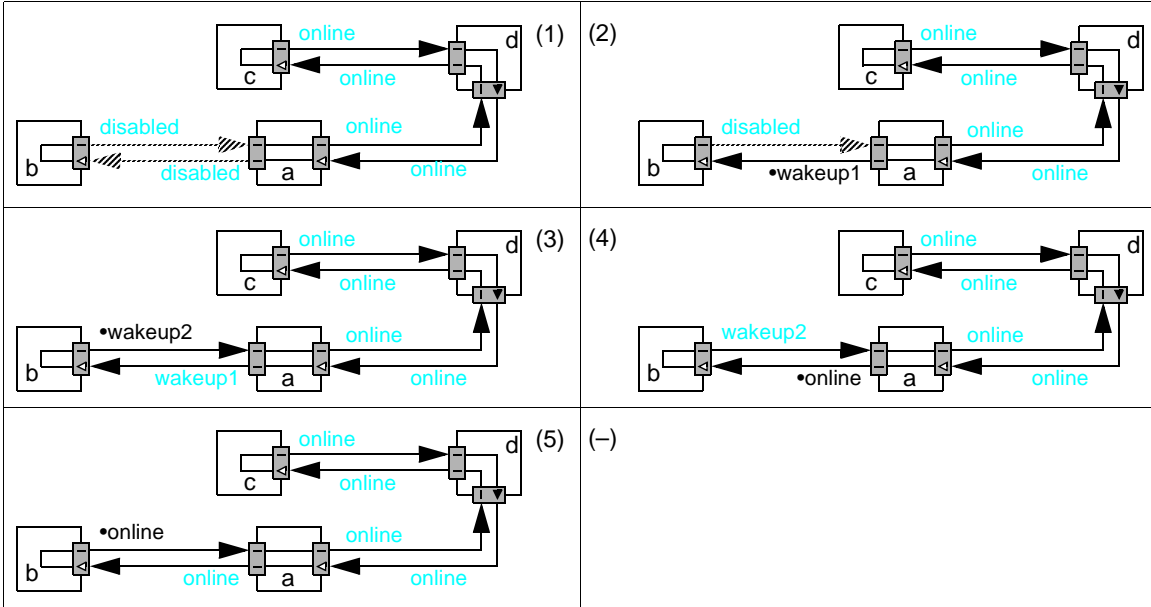 online
d
(1)
c
online
disabled
online
b
disabled
a
online
(2)
online
d
c
online
disabled
online
b
•wakeup1
a
online
online
d
(3)
c
online
•wakeup2
online
b
wakeup1
a
online
(4)
online
d
c
online
wakeup2
online
b
•online
a
online
online
d
(5)
c
online
•online
online
b
online
a
online
(–)